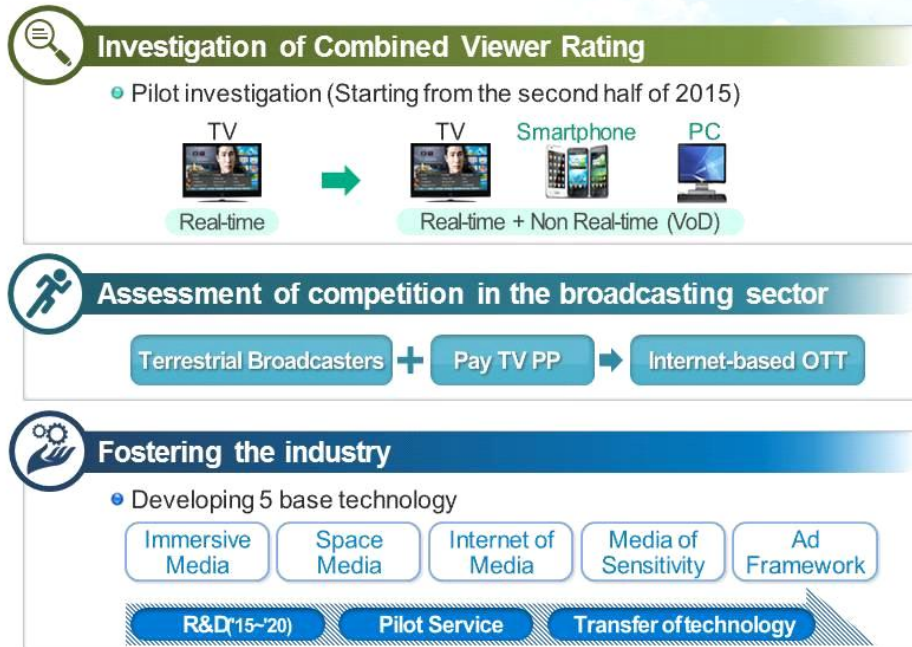 Investigation of Combined Viewer Rating
Pilot investigation (Starting from the second half of 2015)
TV
TV Smartphone PC
Real-time
Real-time + Non Real-time (VoD)
Assessment of competition in the broadcasting sector
Terrestrial Broadcasters + Pay TV PP Internet-based OTT
Fostering the industry
Developing 5 base technology
Immersive Media
Space Media
Internet of Media
Media of Sensitivity
Ad Framework
R&D('15~'20) Pilot Service Transfer of technology